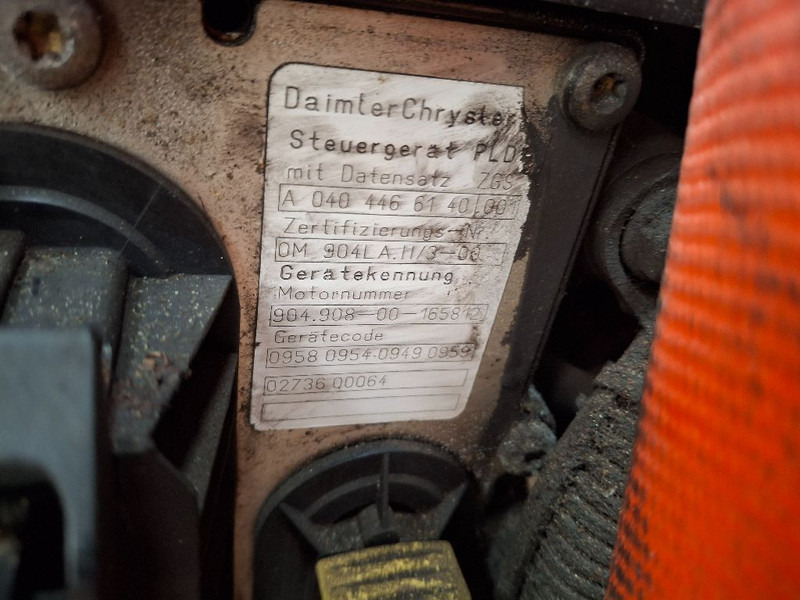 DaimlerChrysler
Steuergerät PLD
mit Datensatz ZGS
A 040 446 61 40 001
Zertifizierungs-Nr.
OM 904LA.II/3-00
Gerätekennung
Motornummer
904.908-00-165812
Gerätecode
0958 0954 0949 0959
02736 00064